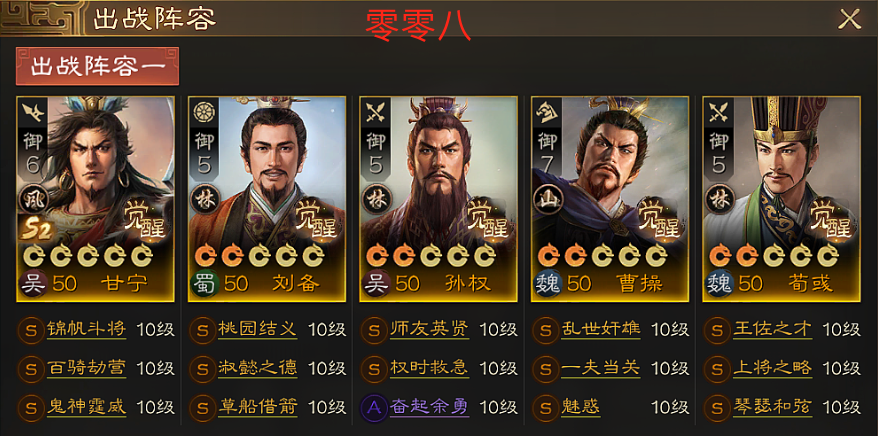 出战阵容
零零八
出战阵容一
御 御 御 御 御
6 5 5 7 5
风 林 林 山 林
S2
觉醒 觉醒 觉醒 觉醒 觉醒
吴 50 甘宁 蜀 50 刘备 吴 50 孙权 魏 50 曹操 魏 50 荀彧
S 锦帆斗将 10级 S 桃园结义 10级 S 师友英贤 10级 S 乱世奸雄 10级 S 王佐之才 10级
S 百骑劫营 10级 S 淑懿之德 10级 S 权时救急 10级 S 一夫当关 10级 S 上将之略 10级
S 鬼神霆威 10级 S 草船借箭 10级 A 奋起余勇 10级 S 魅惑 10级 S 琴瑟和弦 10级